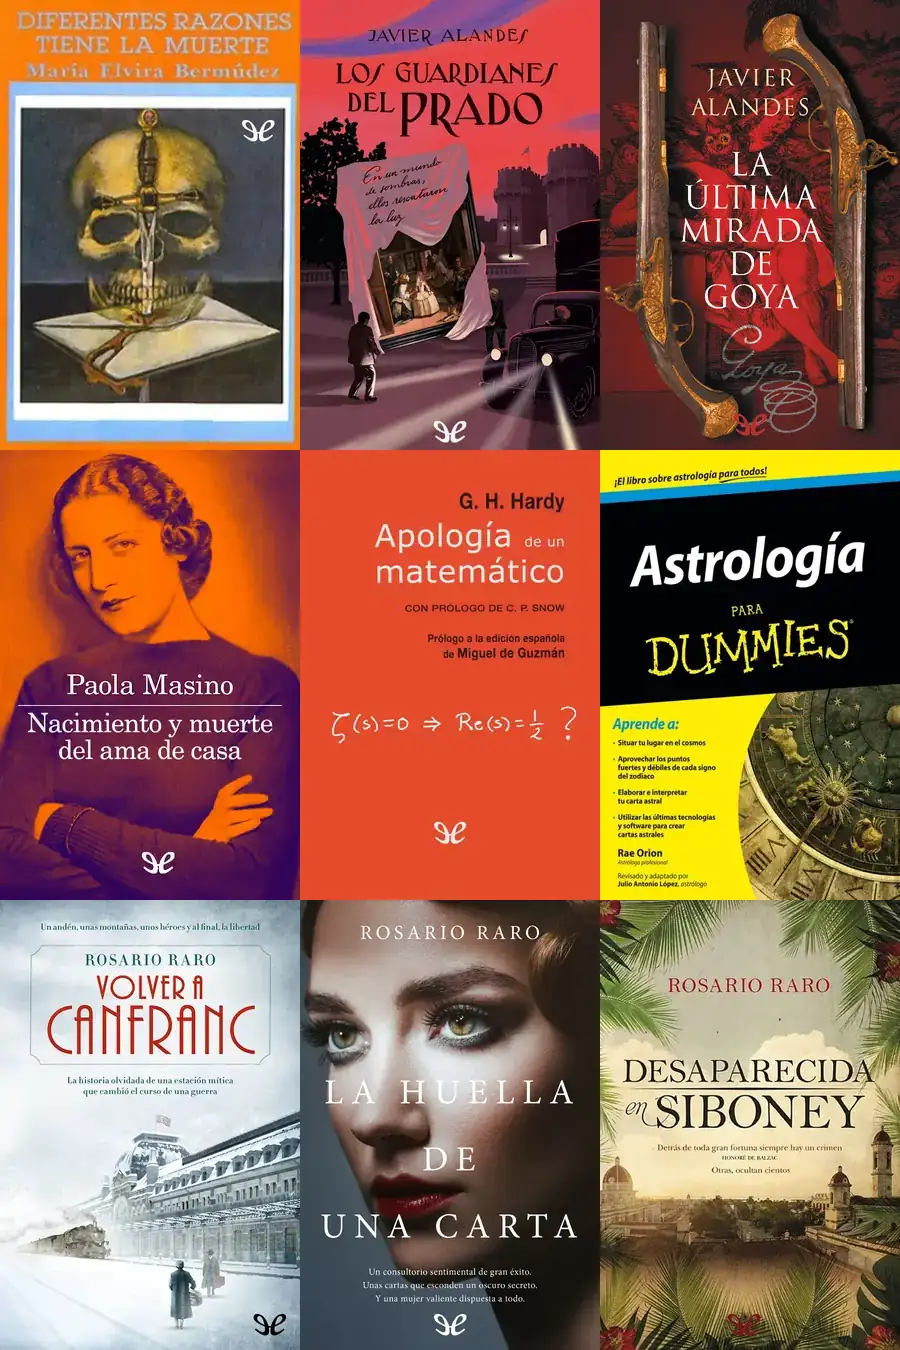 DIFERENTES RAZONES
TIENE LA MUERTE
María Elvira Bermúdez
JAVIER ALANDES
LOS GUARDIANES
DEL PRADO
En un mundo
de sombras,
ellos rescataron
la luz
JAVIER
ALANDES
LA
ÚLTIMA
MIRADA
DE
GOYA
Goya
Paola Masino
Nacimiento y muerte
del ama de casa
G. H. Hardy
Apología de un
matemático
CON PRÓLOGO DE C. P. SNOW
Prólogo a la edición española
de Miguel de Guzmán
ζ(s)=0 ⇒ Re(s)=1/2 ?
¡El libro sobre astrología para todos!
Astrología
PARA
DUMMIES
Aprende a:
· Situar tu lugar en el cosmos
· Aprovechar los puntos
fuertes y débiles de cada signo
del zodiaco
· Elaborar e interpretar
tu carta astral
· Utilizar las últimas tecnologías
y software para crear
cartas astrales
Rae Orion
Astróloga profesional
Revisado y adaptado por
Julio Antonio López, astrólogo
Un andén, unas montañas, unos héroes y al final, la libertad
ROSARIO RARO
VOLVER A
CANFRANC
La historia olvidada de una estación mítica
que cambió el curso de una guerra
ROSARIO RARO
LA HUELLA
DE
UNA CARTA
Un consultorio sentimental de gran éxito.
Unas cartas que esconden un oscuro secreto.
Y una mujer valiente dispuesta a todo.
ROSARIO RARO
DESAPARECIDA
en SIBONEY
Detrás de toda gran fortuna siempre hay un crimen
HONORÉ DE BALZAC
Otras, ocultan cientos